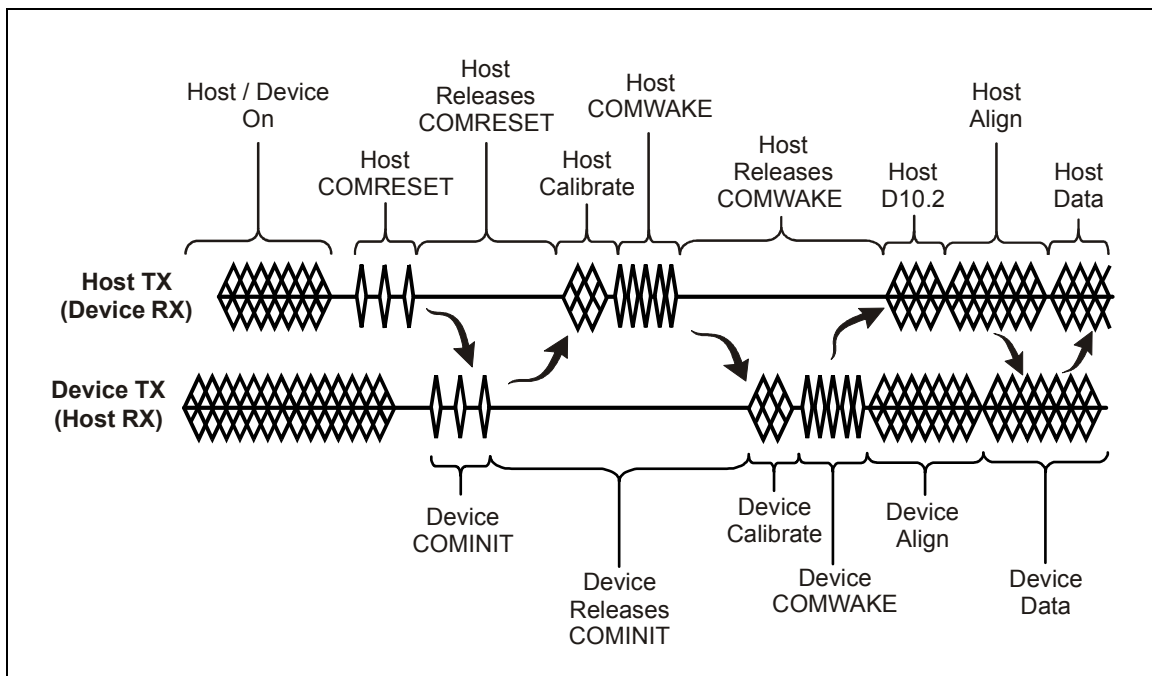 Host / Device
On
Host
COMRESET
Host
Releases
COMRESET
Host
Calibrate
Host
COMWAKE
Host
Releases
COMWAKE
Host
D10.2
Host
Align
Host
Data
Host TX
(Device RX)
Device TX
(Host RX)
Device
COMINIT
Device
Releases
COMINIT
Device
Calibrate
Device
COMWAKE
Device
Align
Device
Data